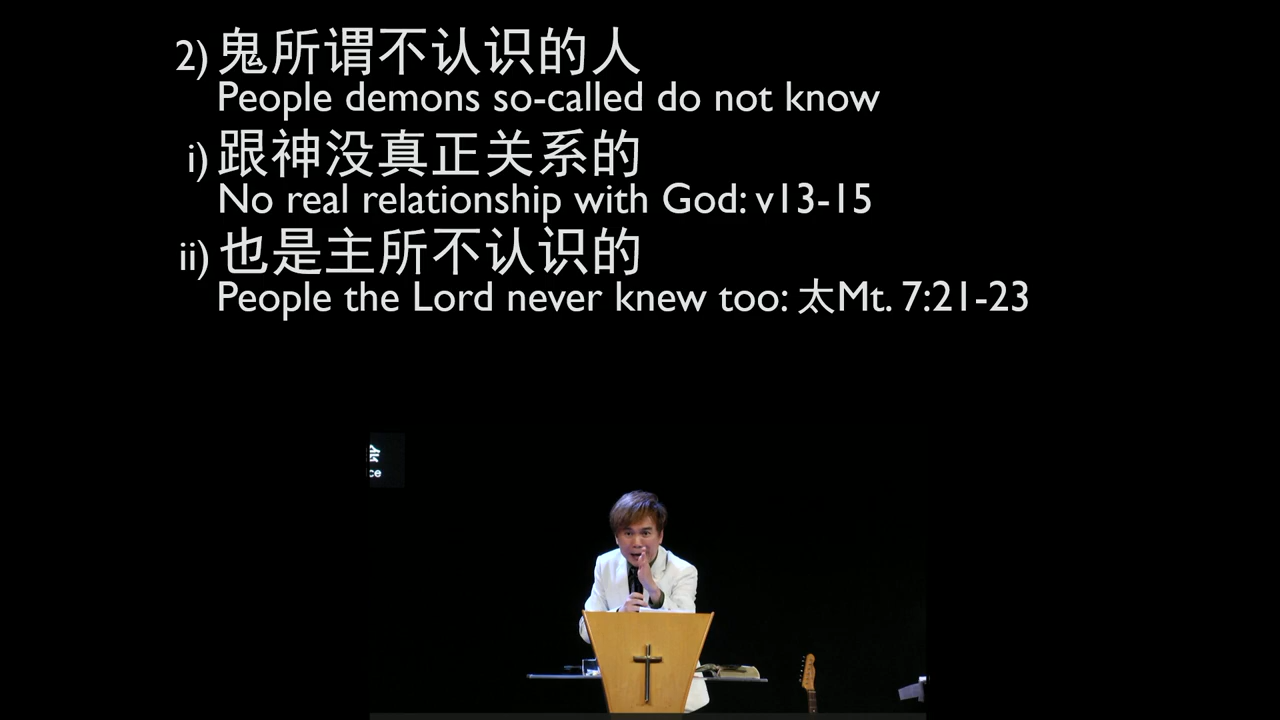 2) 鬼所谓不认识的人
People demons so-called do not know
i) 跟神没真正关系的
No real relationship with God: v13-15
ii) 也是主所不认识的
People the Lord never knew too: 太Mt. 7:21-23
ce